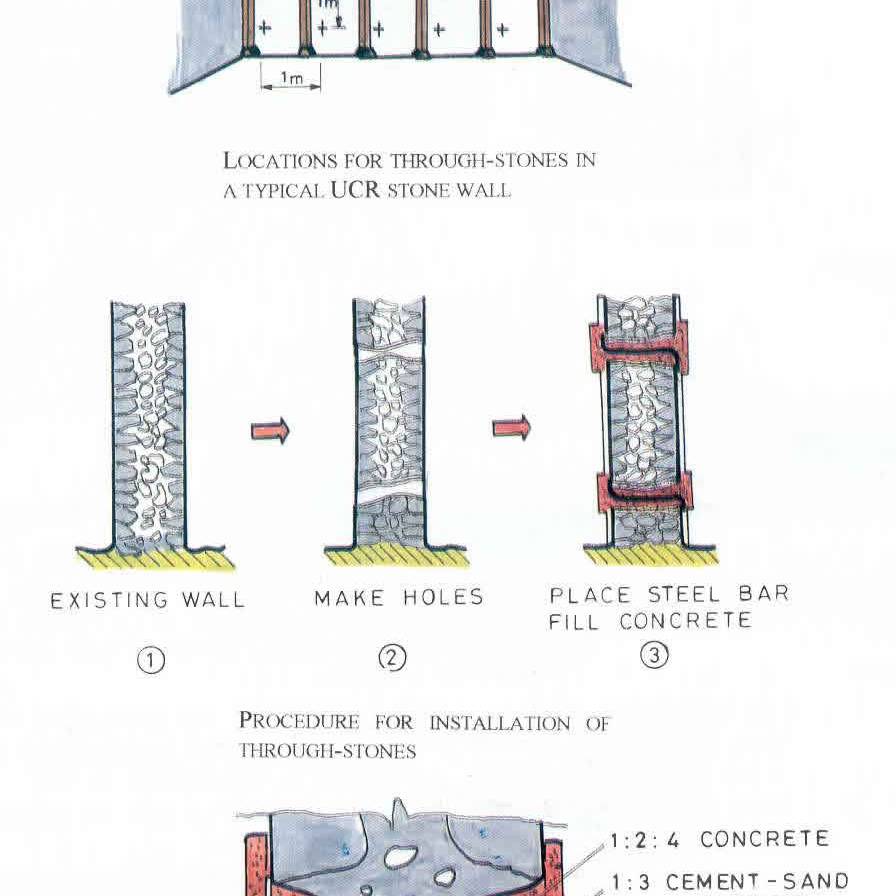 1m
1m
LOCATIONS FOR THROUGH-STONES IN
A TYPICAL UCR STONE WALL
EXISTING WALL
MAKE HOLES
PLACE STEEL BAR
FILL CONCRETE
1
2
3
PROCEDURE FOR INSTALLATION OF
THROUGH-STONES
1:2:4 CONCRETE
1:3 CEMENT-SAND